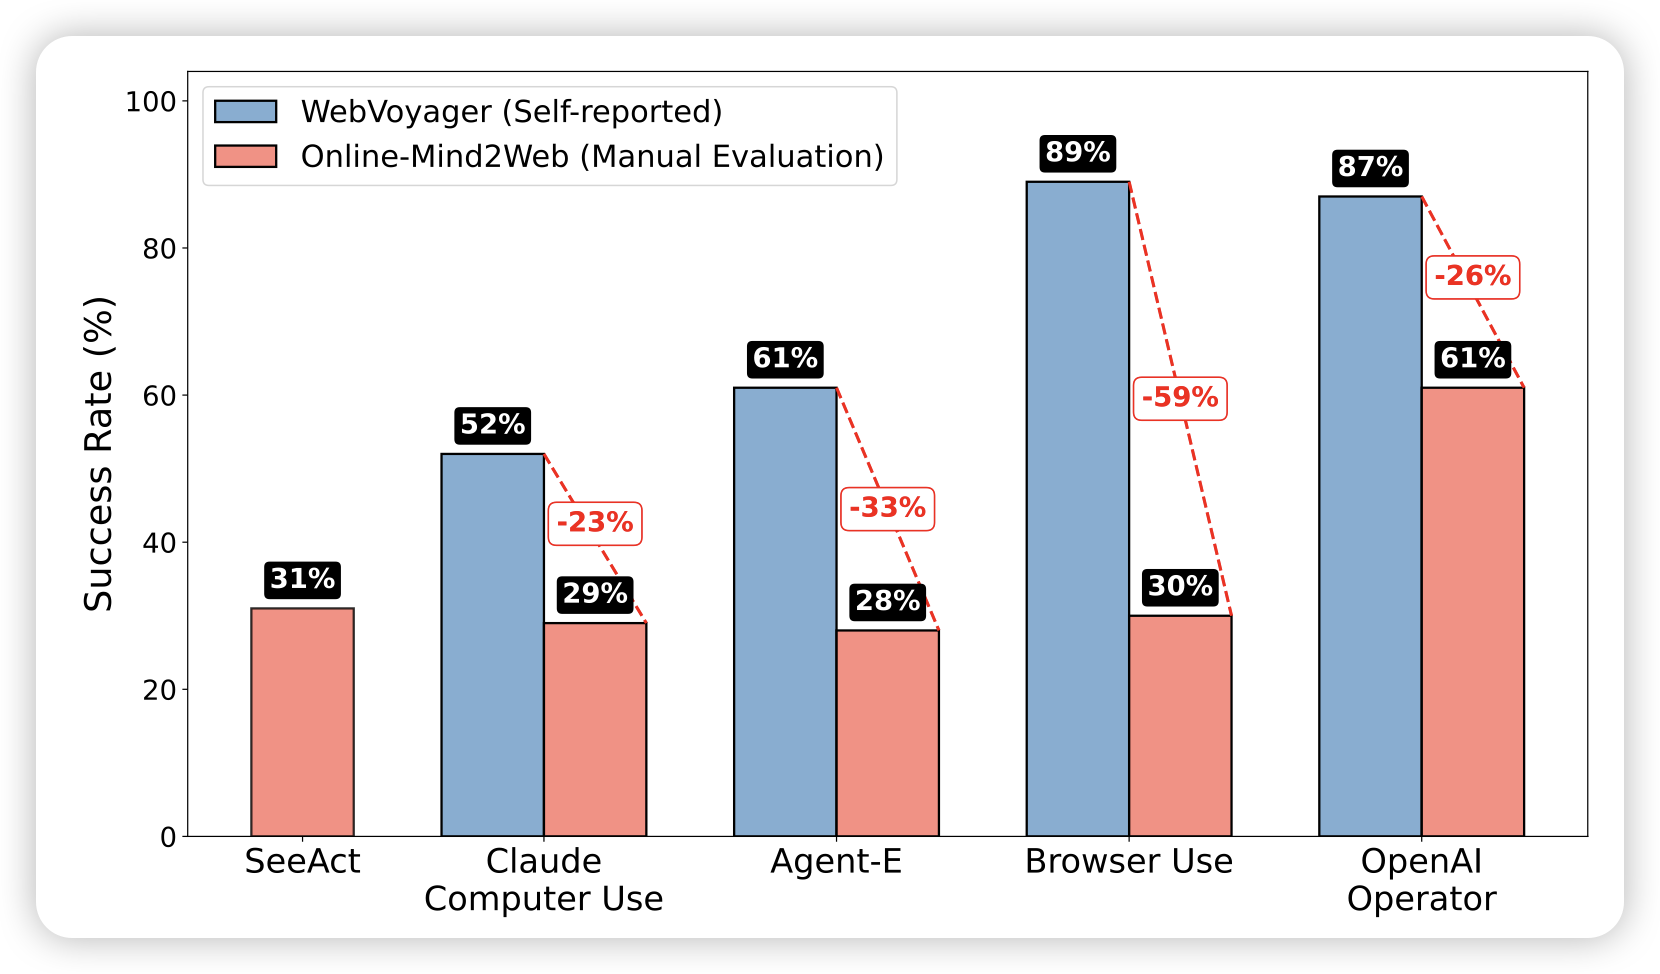 WebVoyager (Self-reported)
Online-Mind2Web (Manual Evaluation)
Success Rate (%)
100
80
60
40
20
0
31%
52%
-23%
29%
61%
-33%
28%
89%
-59%
30%
87%
-26%
61%
SeeAct
Claude
Computer Use
Agent-E
Browser Use
OpenAI
Operator